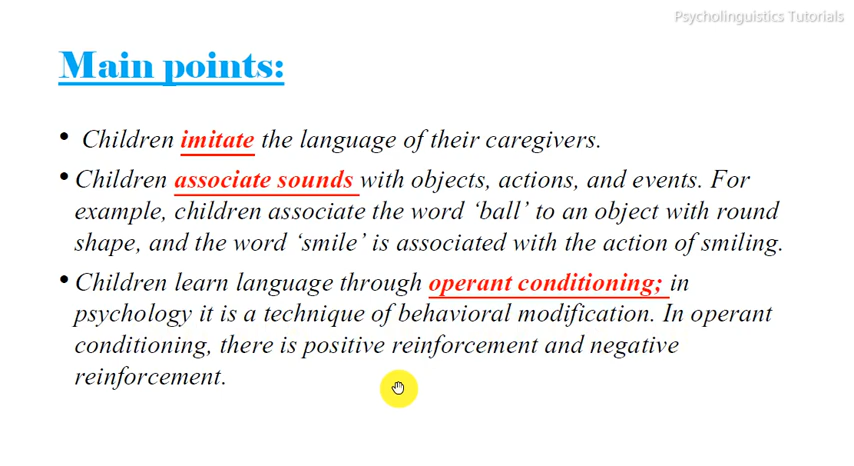 Psycholinguistics Tutorials
Main points:
• Children imitate the language of their caregivers.
• Children associate sounds with objects, actions, and events. For
example, children associate the word ‘ball’ to an object with round
shape, and the word ‘smile’ is associated with the action of smiling.
• Children learn language through operant conditioning; in
psychology it is a technique of behavioral modification. In operant
conditioning, there is positive reinforcement and negative
reinforcement.